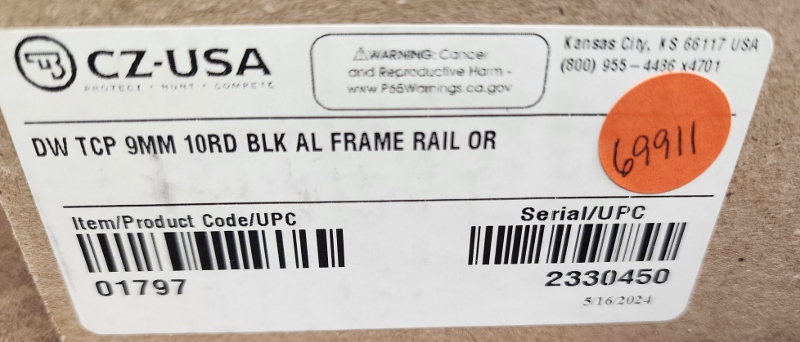 CZ-USA
PROTECT • HUNT • COMPETE
⚠WARNING: Cancer
and Reproductive Harm -
www.P65Warnings.ca.gov
Kansas City, KS 66117 USA
(800) 955-4436 x4701
69911
DW TCP 9MM 10RD BLK AL FRAME RAIL OR
Item/Product Code/UPC
01797
Serial/UPC
2330450
5/16/2024